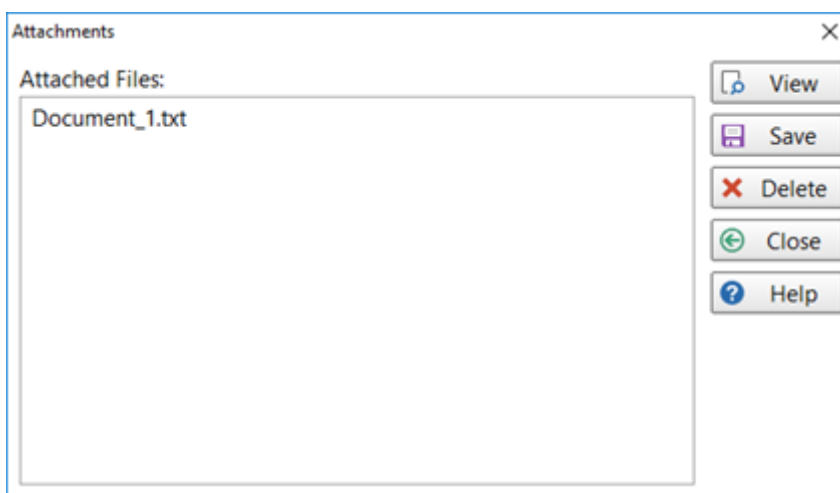 Attachments
Attached Files:
Document_1.txt
View
Save
Delete
Close
Help